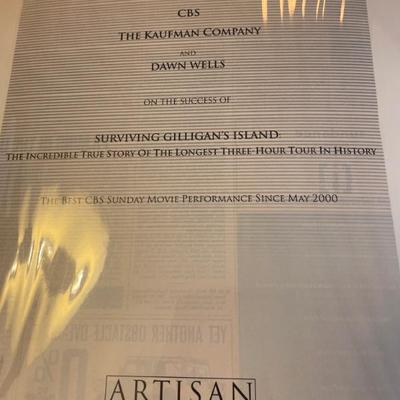 CBS
THE KAUFMAN COMPANY
AND
DAWN WELLS
ON THE SUCCESS OF
SURVIVING GILLIGAN'S ISLAND:
THE INCREDIBLE TRUE STORY OF THE LONGEST THREE-HOUR TOUR IN HISTORY
THE BEST CBS SUNDAY MOVIE PERFORMANCE SINCE MAY 2000
YET ANOTHER OBSTACLE OVE
ARTISAN